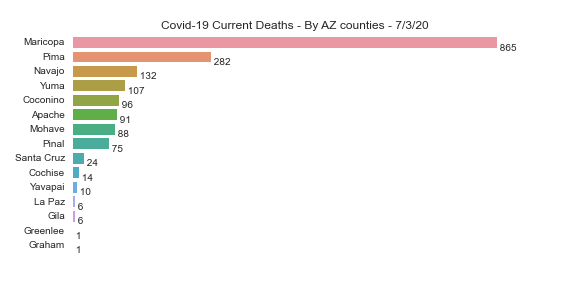 Covid-19 Current Deaths - By AZ counties - 7/3/20
Maricopa 865
Pima 282
Navajo 132
Yuma 107
Coconino 96
Apache 91
Mohave 88
Pinal 75
Santa Cruz 24
Cochise 14
Yavapai 10
La Paz 6
Gila 6
Greenlee 1
Graham 1